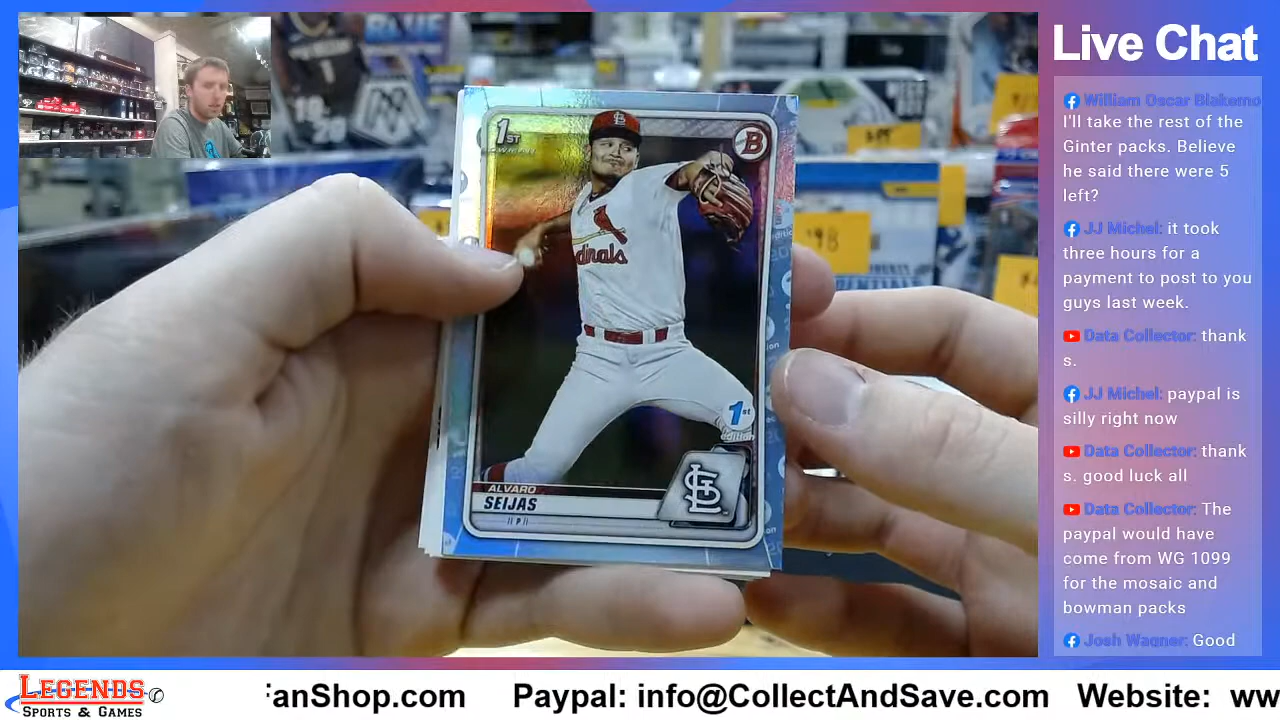 Live Chat
William Oscar Blakemo
I'll take the rest of the
Ginter packs. Believe
he said there were 5
left?
JJ Michel: it took
three hours for a
payment to post to you
guys last week.
Data Collector: thank
s.
JJ Michel: paypal is
silly right now
Data Collector: thank
s. good luck all
Data Collector: The
paypal would have
come from WG 1099
for the mosaic and
bowman packs
Josh Wagner: Good
BLUE
1ST
B
dinals
1st
edition
STL
ALVARO
SEIJAS
P
LEGENDS
SPORTS & GAMES
FanShop.com Paypal: info@CollectAndSave.com Website: ww